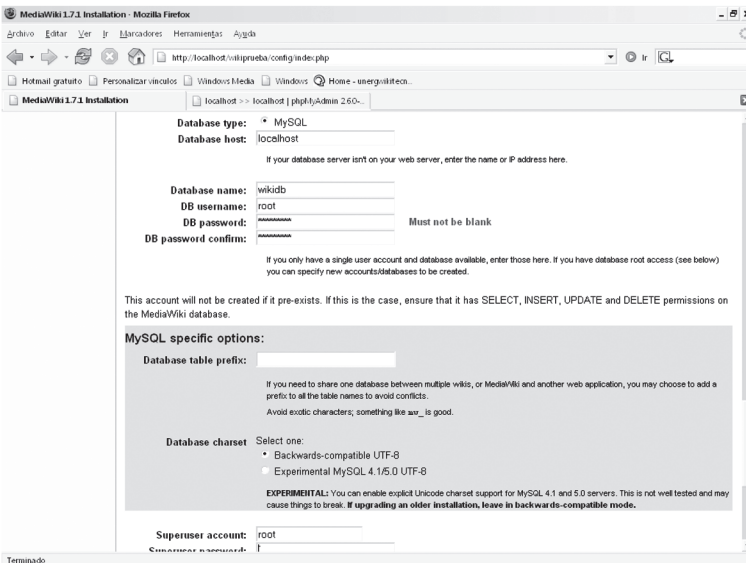 MediaWiki 1.7.1 Installation - Mozilla Firefox
Archivo Editar Ver Ir Marcadores Herramientas Ayuda
http://localhost/wikiprueba/config/index.php
Ir
Hotmail gratuito Personalizar vínculos Windows Media Windows Home - unergwikitecn...
MediaWiki 1.7.1 Installation
localhost >> localhost | phpMyAdmin 2.6.0-...
Database type: MySQL
Database host: localhost
If your database server isn't on your web server, enter the name or IP address here.
Database name: wikidb
DB username: root
DB password: ********* Must not be blank
DB password confirm: *********
If you only have a single user account and database available, enter those here. If you have database root access (see below)
you can specify new accounts/databases to be created.
This account will not be created if it pre-exists. If this is the case, ensure that it has SELECT, INSERT, UPDATE and DELETE permissions on
the MediaWiki database.
MySQL specific options:
Database table prefix:
If you need to share one database between multiple wikis, or MediaWiki and another web application, you may choose to add a
prefix to all the table names to avoid conflicts.
Avoid exotic characters; something like mw_ is good.
Database charset Select one:
Backwards-compatible UTF-8
Experimental MySQL 4.1/5.0 UTF-8
EXPERIMENTAL: You can enable explicit Unicode charset support for MySQL 4.1 and 5.0 servers. This is not well tested and may
cause things to break. If upgrading an older installation, leave in backwards-compatible mode.
Superuser account: root
Superuser password:
Terminado